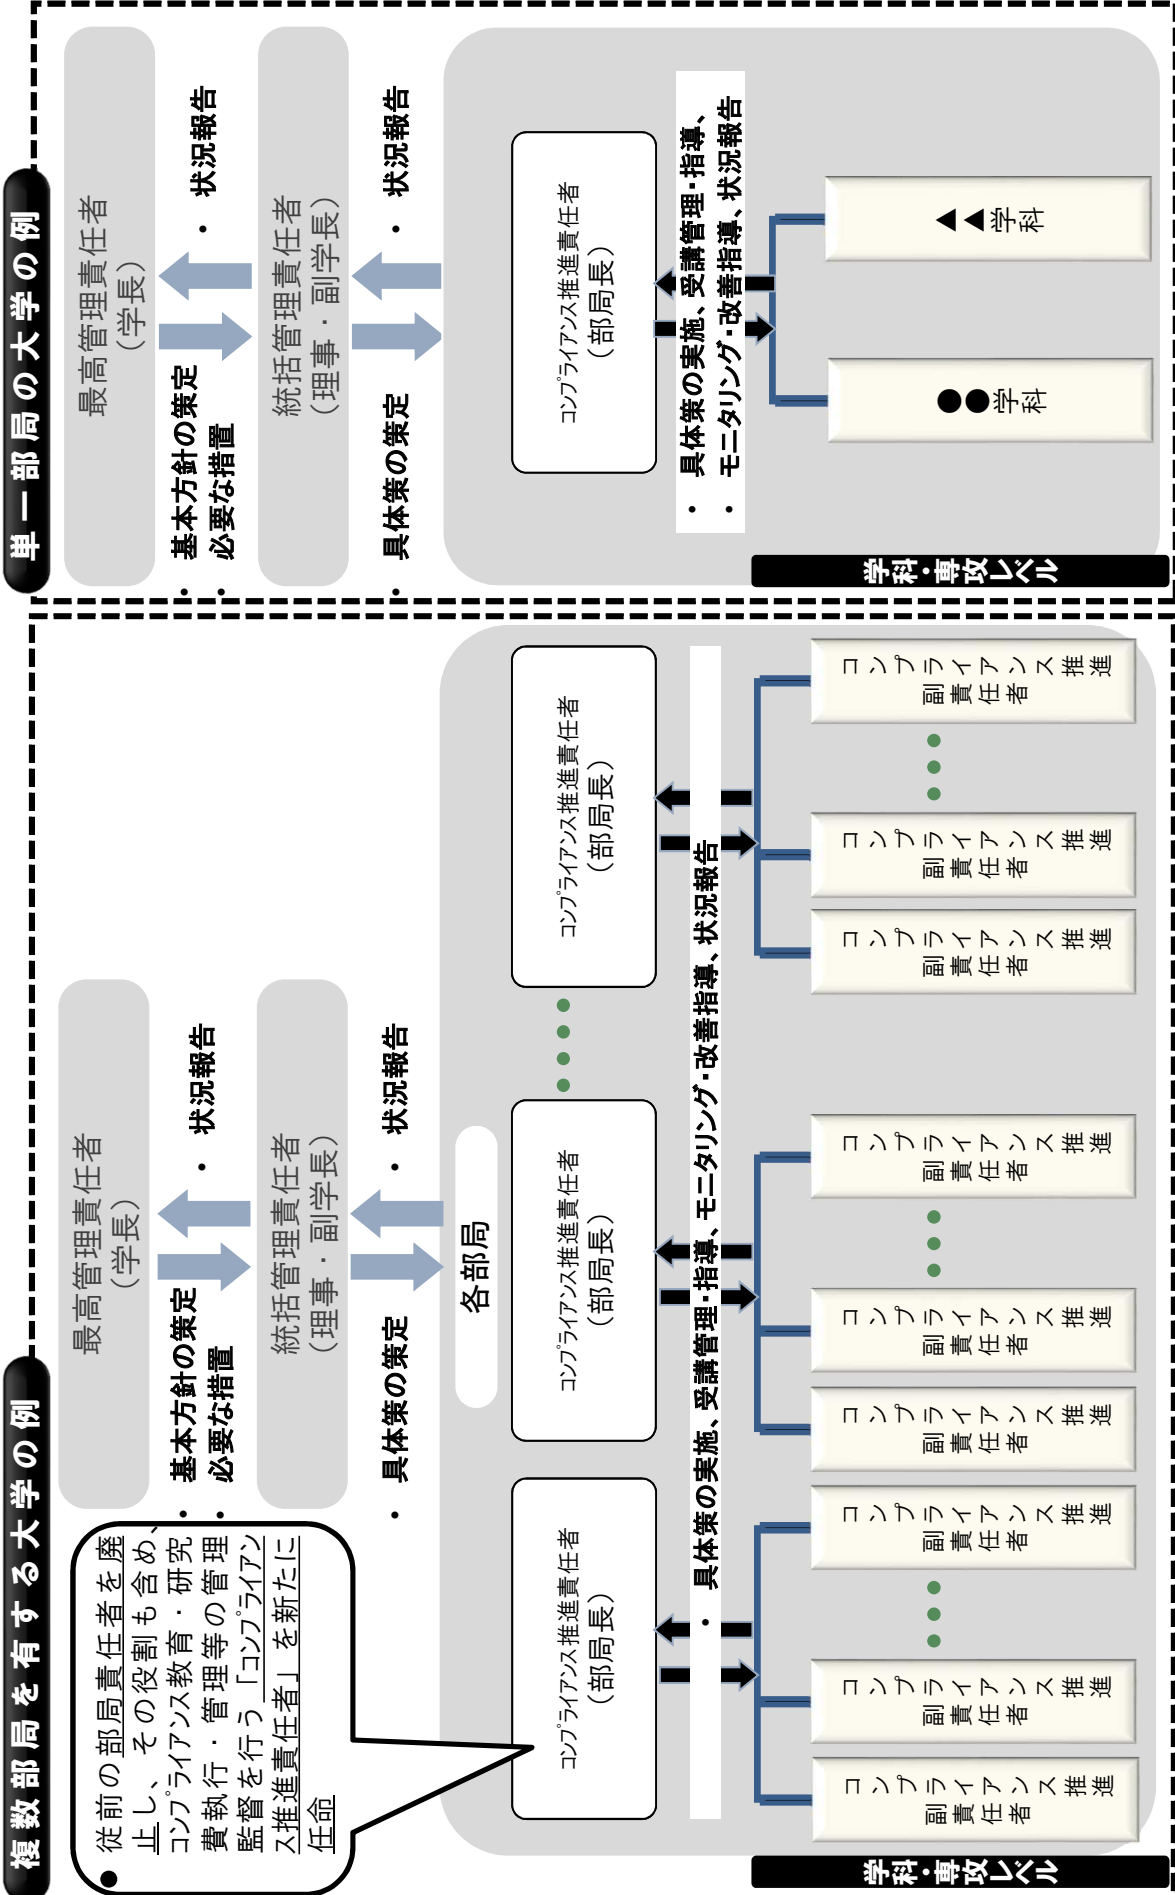 複数部局を有する大学の例
● 従前の部局責任者を廃
止し、その役割も含め、
コンプライアンス教育・研究
費執行・管理等の管理
監督を行う「コンプライアン
ス推進責任者」を新たに
任命
最高管理責任者
(学長)
・ 基本方針の策定
・ 必要な措置
・ 状況報告
統括管理責任者
(理事・副学長)
・ 具体策の策定
・ 状況報告
各部局
コンプライアンス推進責任者
(部局長)
コンプライアンス推進責任者
(部局長)
コンプライアンス推進責任者
(部局長)
・ 具体策の実施、受講管理・指導、モニタリング・改善指導、状況報告
学科・専攻レベル
コンプライアンス推進
副責任者
コンプライアンス推進
副責任者
コンプライアンス推進
副責任者
コンプライアンス推進
副責任者
コンプライアンス推進
副責任者
コンプライアンス推進
副責任者
コンプライアンス推進
副責任者
コンプライアンス推進
副責任者
コンプライアンス推進
副責任者
単一部局の大学の例
最高管理責任者
(学長)
・ 基本方針の策定
・ 必要な措置
・ 状況報告
統括管理責任者
(理事・副学長)
・ 具体策の策定
・ 状況報告
コンプライアンス推進責任者
(部局長)
・ 具体策の実施、受講管理・指導、
・ モニタリング・改善指導、状況報告
学科・専攻レベル
●●学科
▲▲学科